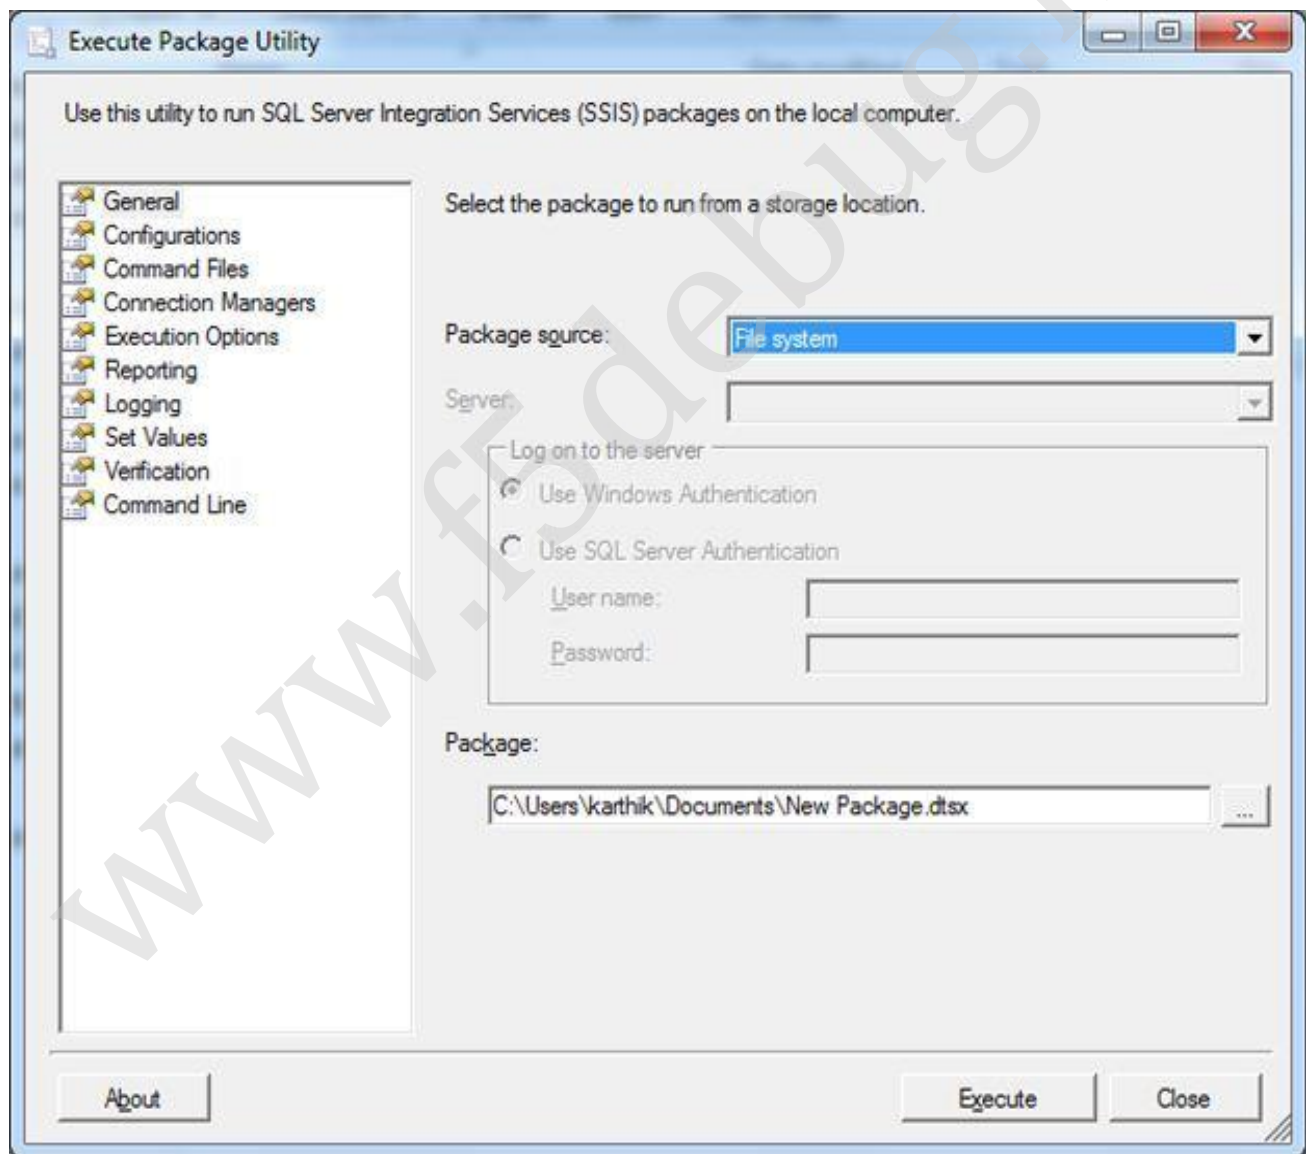 Execute Package Utility
Use this utility to run SQL Server Integration Services (SSIS) packages on the local computer.
General
Configurations
Command Files
Connection Managers
Execution Options
Reporting
Logging
Set Values
Verification
Command Line
Select the package to run from a storage location.
Package source:
File system
Server:
Log on to the server
Use Windows Authentication
Use SQL Server Authentication
User name:
Password:
Package:
C:\Users\karthik\Documents\New Package.dtsx
...
About
Execute
Close
www.f5debug.